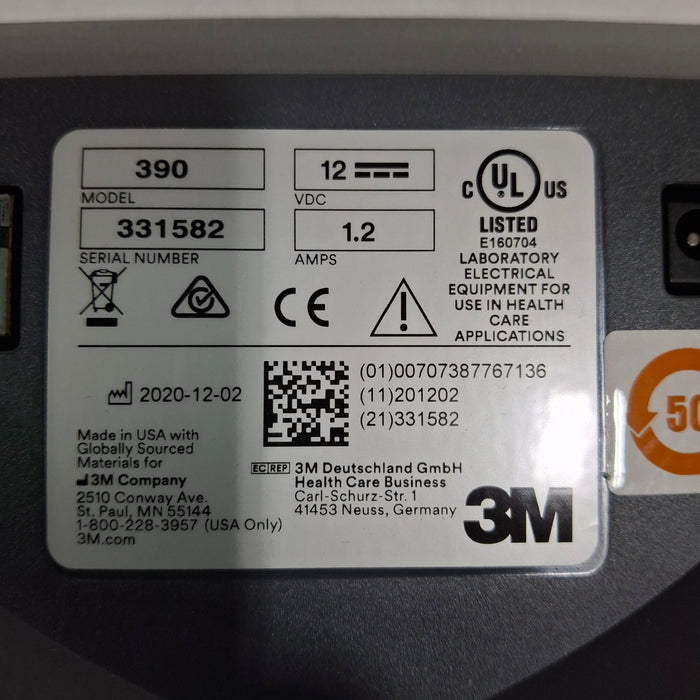 390
MODEL
331582
SERIAL NUMBER
12
VDC
1.2
AMPS
C UL US
LISTED
E160704
LABORATORY
ELECTRICAL
EQUIPMENT FOR
USE IN HEALTH
CARE
APPLICATIONS
CE
2020-12-02
(01)00707387767136
(11)201202
(21)331582
Made in USA with
Globally Sourced
Materials for
3M Company
2510 Conway Ave.
St. Paul, MN 55144
1-800-228-3957 (USA Only)
3M.com
EC REP 3M Deutschland GmbH
Health Care Business
Carl-Schurz-Str. 1
41453 Neuss, Germany
3M
50